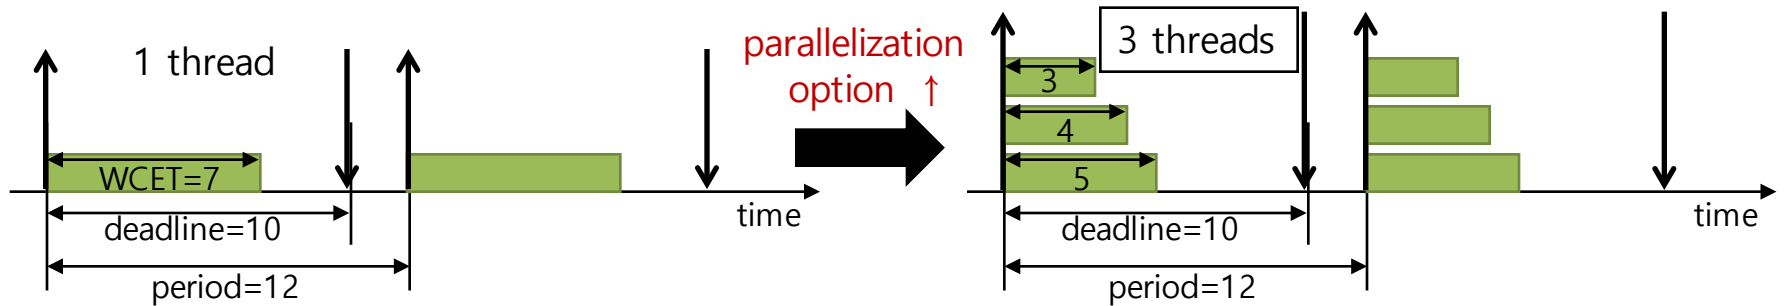 1 thread
WCET=7
deadline=10
period=12
time
parallelization
option ↑
3 threads
3
4
5
deadline=10
period=12
time